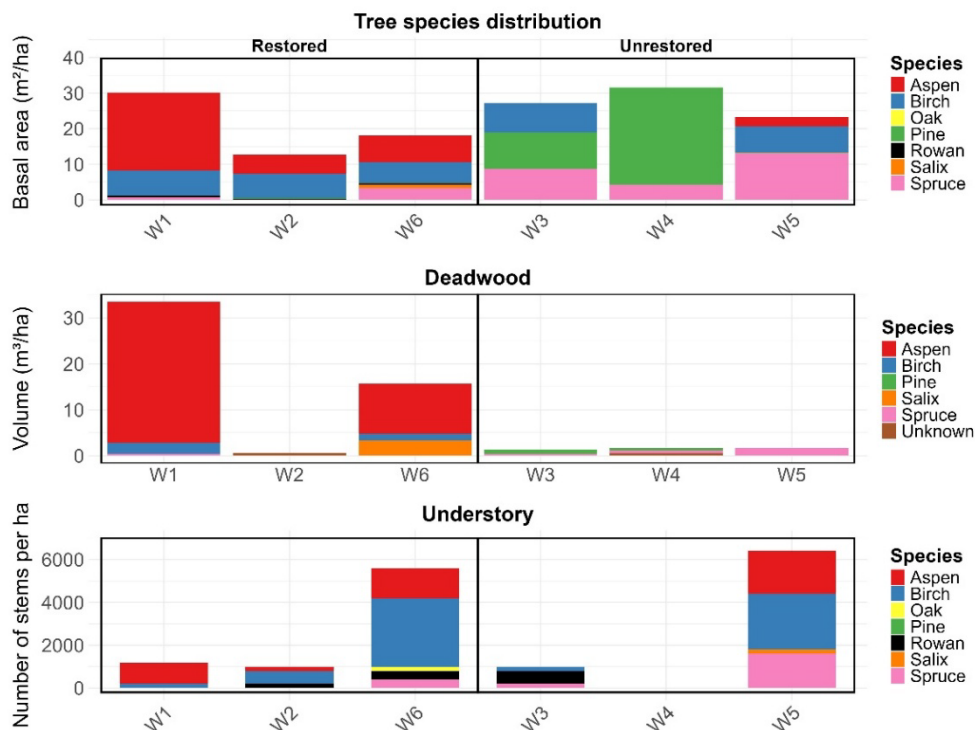 Tree species distribution
Restored Unrestored
Basal area (m²/ha)
40
30
20
10
0
W1 W2 W6 W3 W4 W5
Species
Aspen
Birch
Oak
Pine
Rowan
Salix
Spruce
Deadwood
Volume (m³/ha)
30
20
10
0
W1 W2 W6 W3 W4 W5
Species
Aspen
Birch
Pine
Salix
Spruce
Unknown
Understory
Number of stems per ha
6000
4000
2000
0
W1 W2 W6 W3 W4 W5
Species
Aspen
Birch
Oak
Pine
Rowan
Salix
Spruce